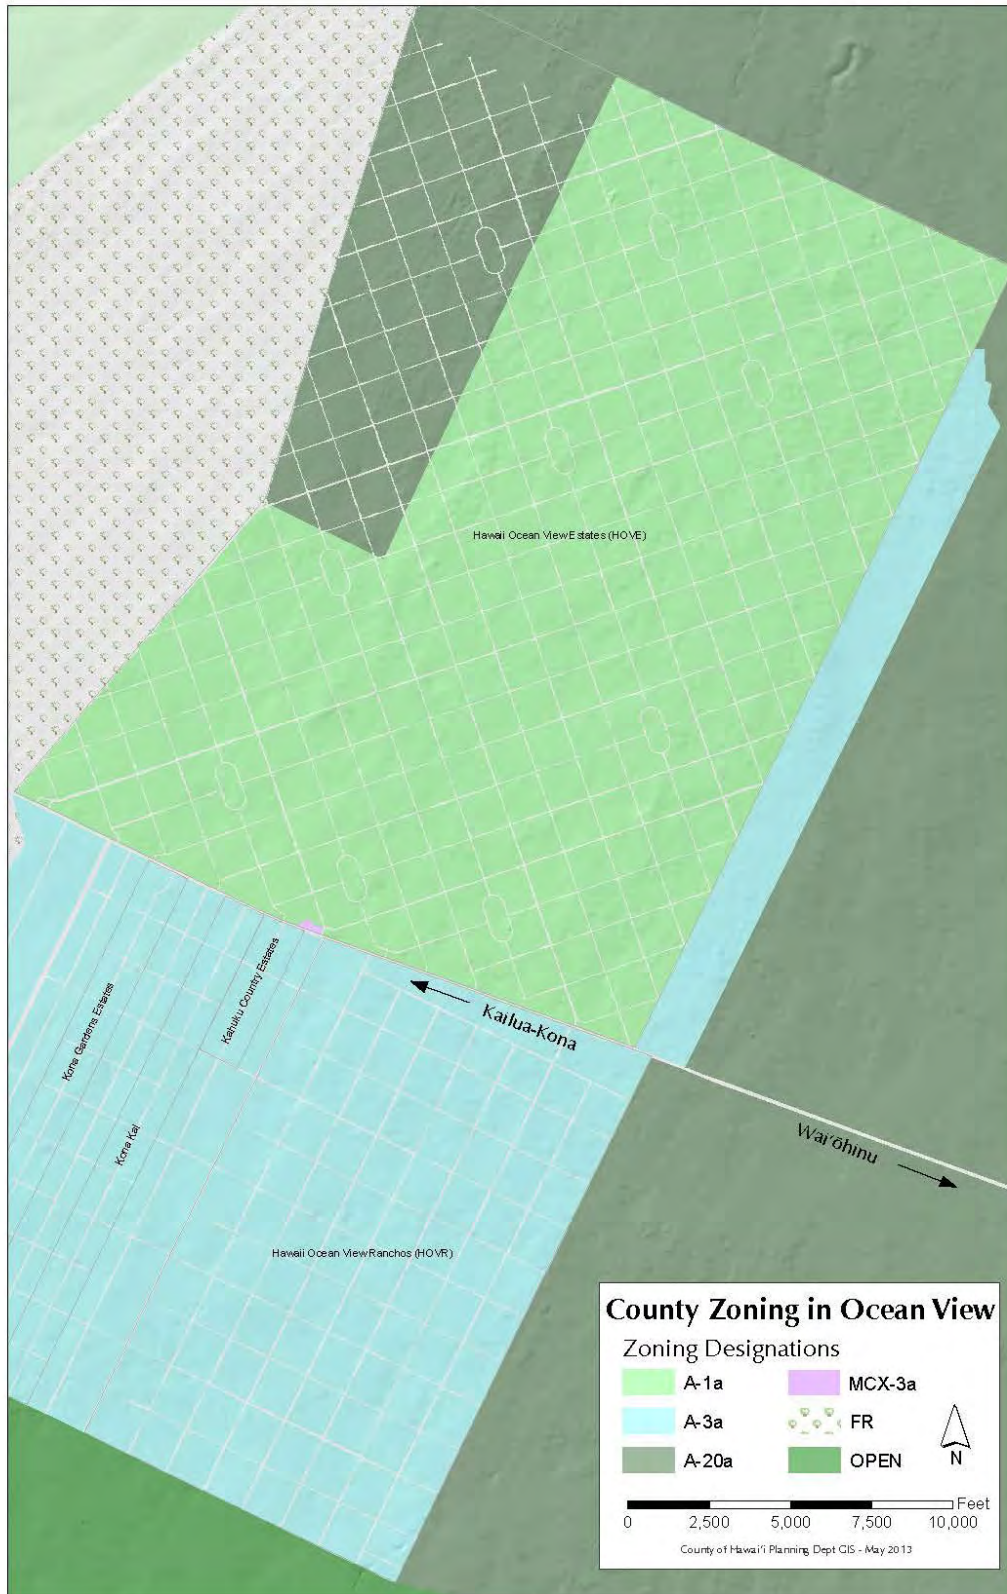 Hawaii Ocean View Estates (HOVE)
Kahuku Country Estates
Kona Gardens Estates
Kailua-Kona
Kona Kai
Wai‘ōhinu
Hawaii Ocean View Ranchos (HOVR)
County Zoning in Ocean View
Zoning Designations
A-1a
MCX-3a
A-3a
FR
A-20a
OPEN
N
Feet
0 2,500 5,000 7,500 10,000
County of Hawai‘i Planning Dept GIS - May 2013